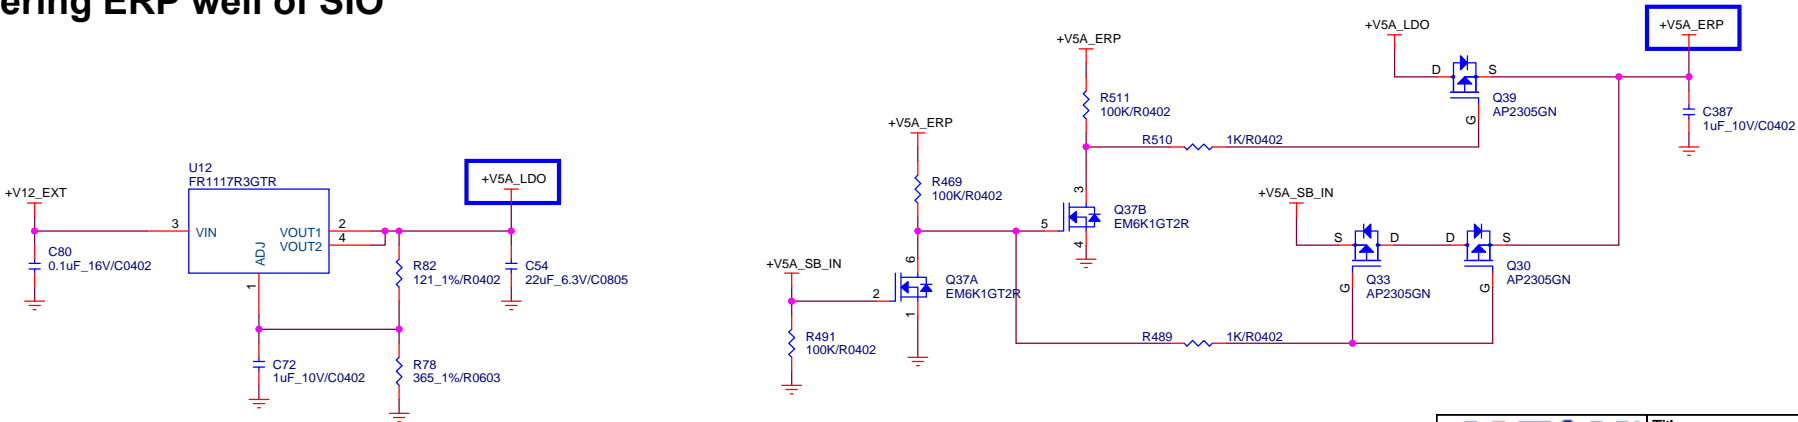 ering ERP well of SIO
+V12_EXT
C80
0.1uF_16V/C0402
U12
FR1117R3GTR
3
VIN
ADJ
1
VOUT1
VOUT2
2
4
+V5A_LDO
R82
121_1%/R0402
C54
22uF_6.3V/C0805
C72
1uF_10V/C0402
R78
365_1%/R0603
+V5A_SB_IN
R491
100K/R0402
2
+V5A_ERP
R469
100K/R0402
6
Q37A
EM6K1GT2R
1
+V5A_ERP
R511
100K/R0402
3
5
Q37B
EM6K1GT2R
4
R510
1K/R0402
R489
1K/R0402
+V5A_LDO
D
S
G
Q39
AP2305GN
+V5A_ERP
C387
1uF_10V/C0402
+V5A_SB_IN
S
D
G
Q33
AP2305GN
D
S
G
Q30
AP2305GN